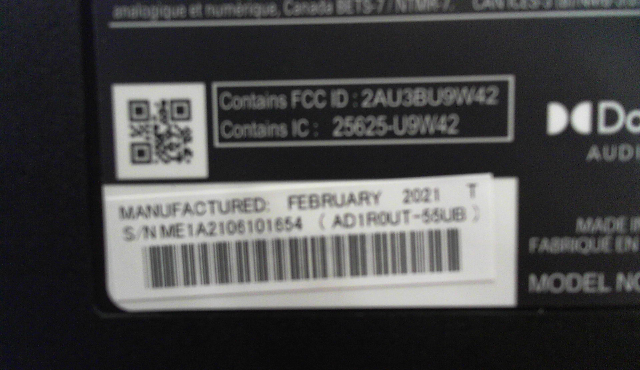 analogique et numérique, Canada BETS-7 / NTMR-7.
Contains FCC ID : 2AU3BU9W42
Contains IC : 25625-U9W42
Do
AUDI
MANUFACTURED: FEBRUARY 2021 T
S/N ME1A2106101654 ( AD1R0UT-55UB )
MADE I
FABRIQUÉ EN
MODEL NO